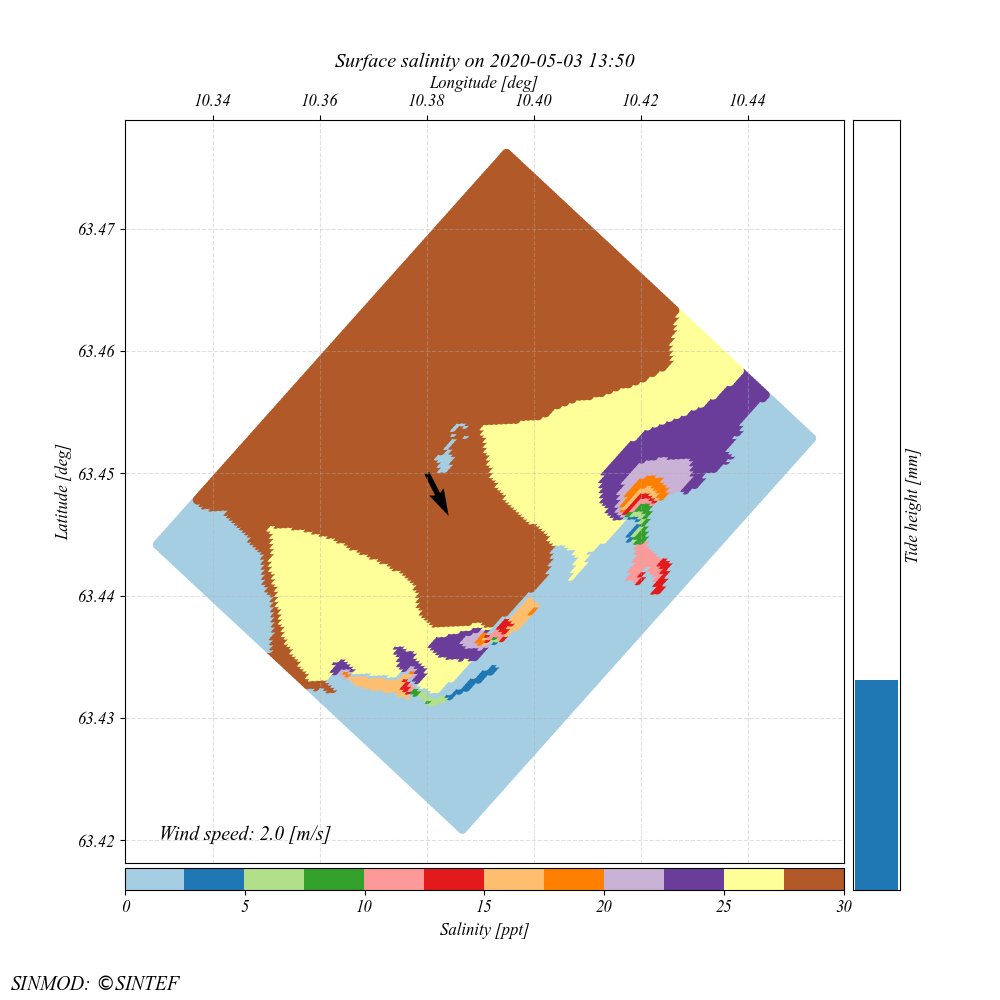 Surface salinity on 2020-05-03 13:50
Longitude [deg]
10.34 10.36 10.38 10.40 10.42 10.44
63.47
63.46
63.45
63.44
63.43
63.42
Latitude [deg]
Tide height [mm]
Wind speed: 2.0 [m/s]
0 5 10 15 20 25 30
Salinity [ppt]
SINMOD: ©SINTEF